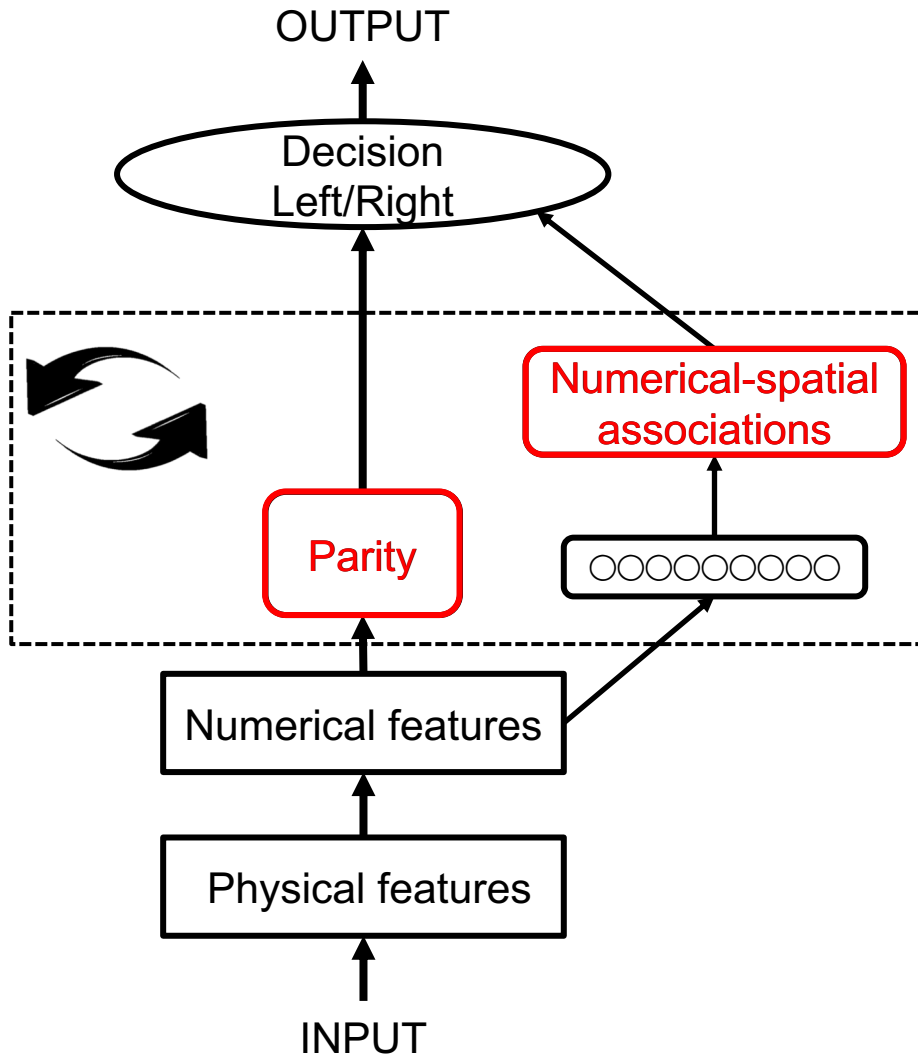 OUTPUT
Decision
Left/Right
Numerical-spatial
associations
Parity
Numerical features
Physical features
INPUT